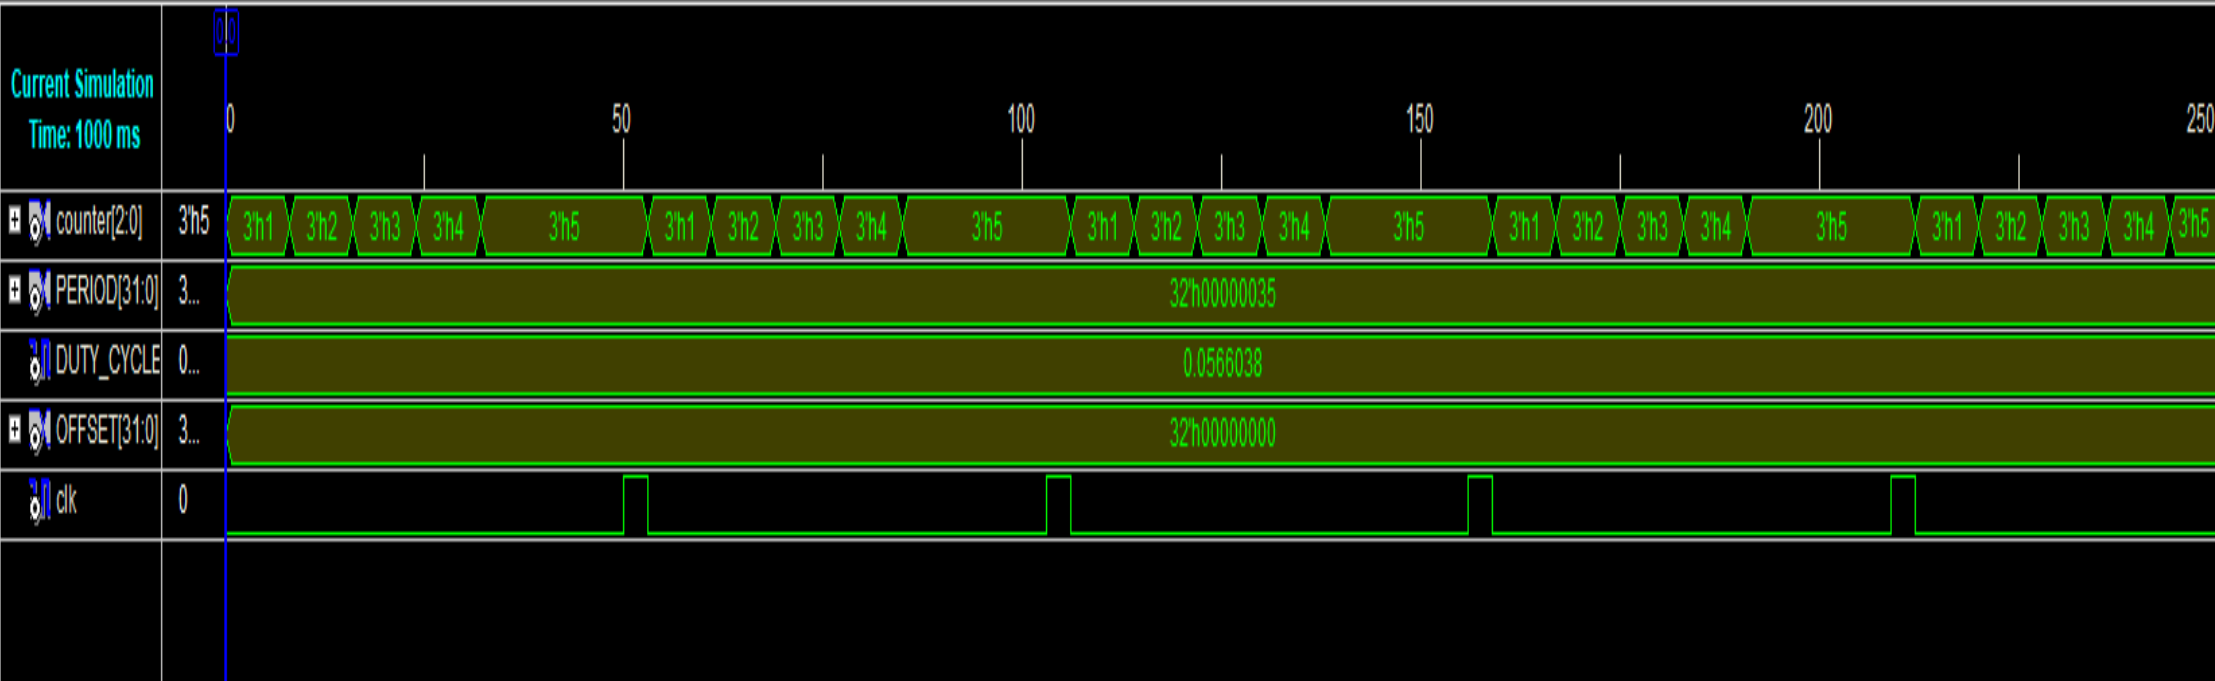 0.0
Current Simulation
Time: 1000 ms
0 50 100 150 200 250
counter[2:0] 3'h5 3'h1 3'h2 3'h3 3'h4 3'h5 3'h1 3'h2 3'h3 3'h4 3'h5 3'h1 3'h2 3'h3 3'h4 3'h5 3'h1 3'h2 3'h3 3'h4 3'h5 3'h1 3'h2 3'h3 3'h4 3'h5
PERIOD[31:0] 3... 32'h00000035
DUTY_CYCLE 0... 0.0566038
OFFSET[31:0] 3... 32'h00000000
clk 0